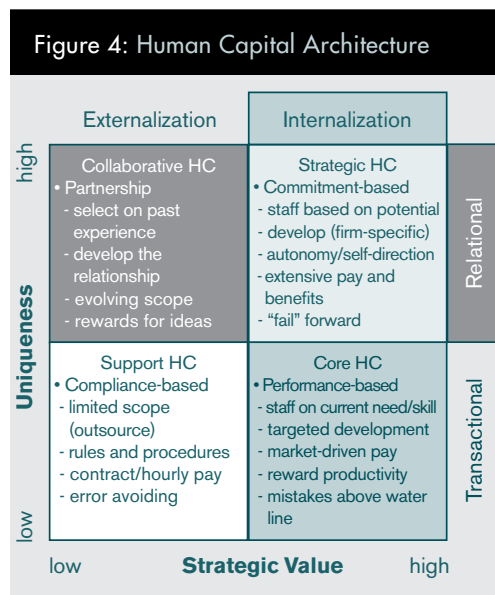 Figure 4: Human Capital Architecture
Externalization
Internalization
high
Uniqueness
low
Collaborative HC
• Partnership
- select on past
experience
- develop the
relationship
- evolving scope
- rewards for ideas
Strategic HC
• Commitment-based
- staff based on potential
- develop (firm-specific)
- autonomy/self-direction
-extensive pay and
benefits
- “fail” forward
Relational
Support HC
• Compliance-based
- limited scope
(outsource)
- rules and procedures
- contract/hourly pay
- error avoiding
Core HC
• Performance-based
- staff on current need/skill
- targeted development
- market-driven pay
- reward productivity
- mistakes above water
line
Transactional
low
Strategic Value
high